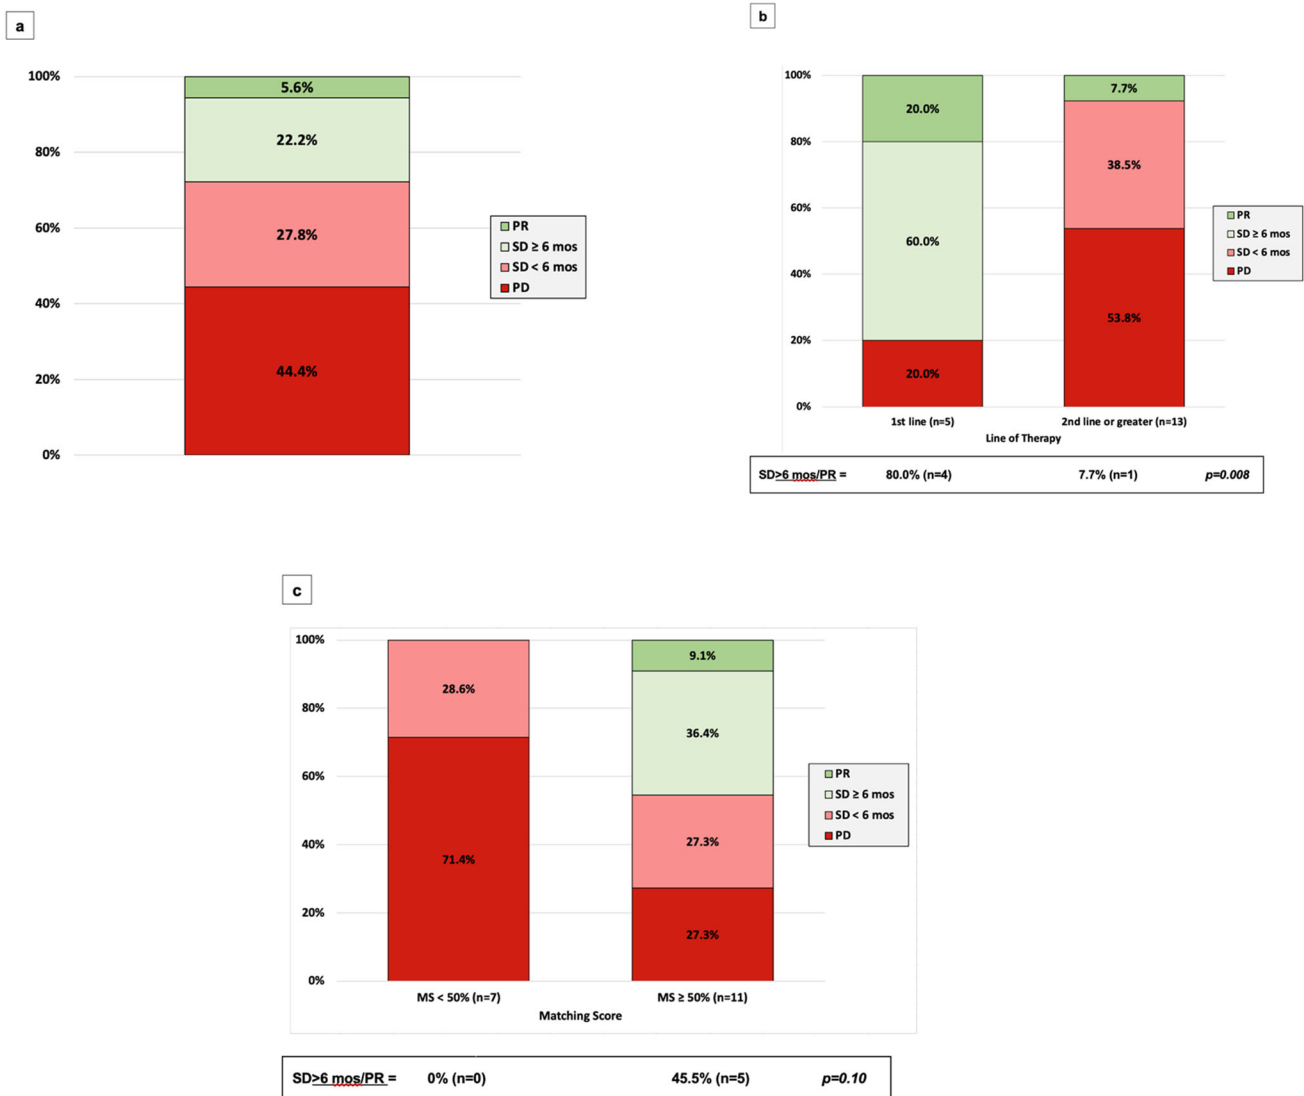 a
100%
80%
60%
40%
20%
0%
5.6%
22.2%
27.8%
44.4%
PR
SD ≥ 6 mos
SD < 6 mos
PD
b
100%
80%
60%
40%
20%
0%
20.0%
60.0%
20.0%
7.7%
38.5%
53.8%
1st line (n=5)
2nd line or greater (n=13)
Line of Therapy
PR
SD ≥ 6 mos
SD < 6 mos
PD
SD>6 mos/PR = 80.0% (n=4) 7.7% (n=1) p=0.008
c
100%
80%
60%
40%
20%
0%
28.6%
71.4%
9.1%
36.4%
27.3%
27.3%
MS < 50% (n=7)
MS ≥ 50% (n=11)
Matching Score
PR
SD ≥ 6 mos
SD < 6 mos
PD
SD>6 mos/PR = 0% (n=0) 45.5% (n=5) p=0.10